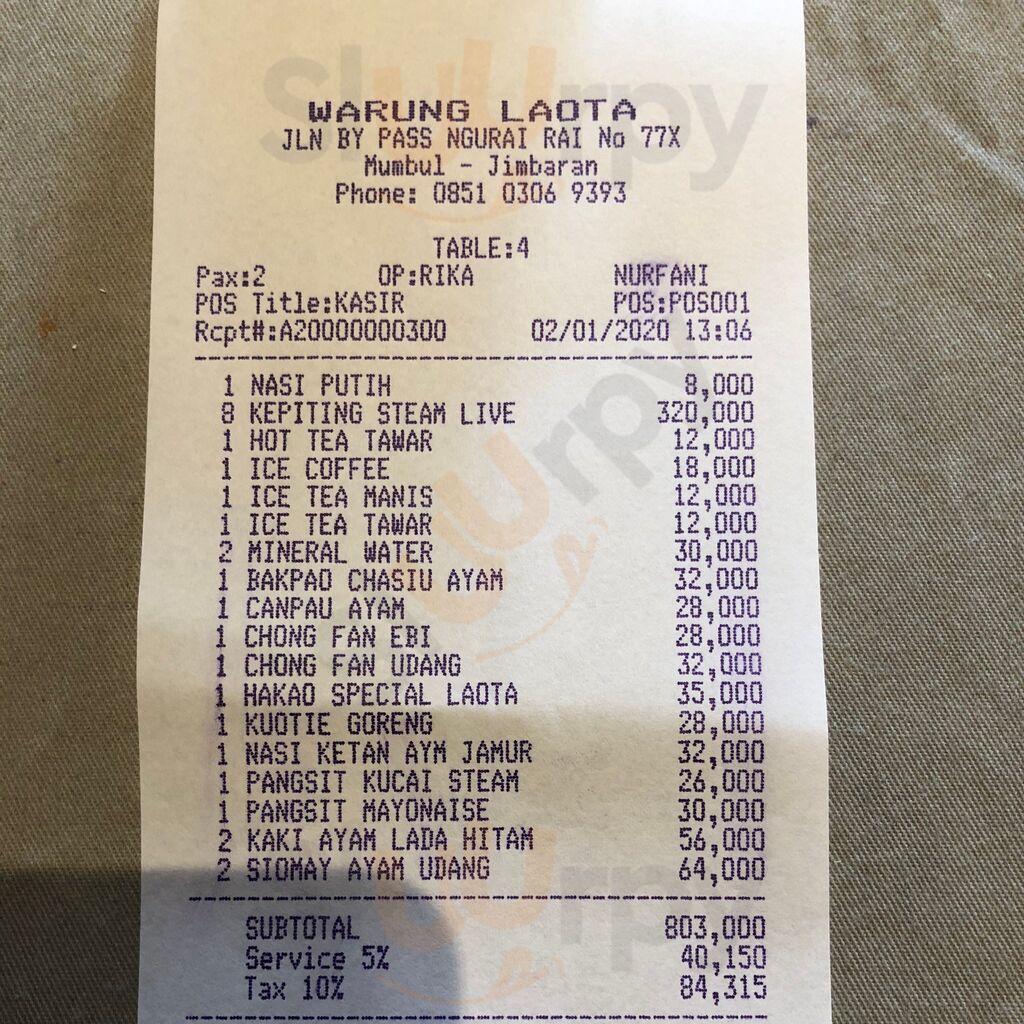 WARUNG LAOTA
JLN BY PASS NGURAI RAI No 77X
Mumbul - Jimbaran
Phone: 0851 0306 9393
TABLE:4
Pax:2 OP:RIKA NURFANI
POS Title:KASIR POS:POS001
Rcpt#:A20000000300 02/01/2020 13:06
1 NASI PUTIH 8,000
8 KEPITING STEAM LIVE 320,000
1 HOT TEA TAWAR 12,000
1 ICE COFFEE 18,000
1 ICE TEA MANIS 12,000
1 ICE TEA TAWAR 12,000
2 MINERAL WATER 30,000
1 BAKPAO CHASIU AYAM 32,000
1 CANPAU AYAM 28,000
1 CHONG FAN EBI 28,000
1 CHONG FAN UDANG 32,000
1 HAKAO SPECIAL LAOTA 35,000
1 KUOTIE GORENG 28,000
1 NASI KETAN AYM JAMUR 32,000
1 PANGSIT KUCAI STEAM 26,000
1 PANGSIT MAYONAISE 30,000
2 KAKI AYAM LADA HITAM 56,000
2 SIOMAY AYAM UDANG 64,000
SUBTOTAL 803,000
Service 5% 40,150
Tax 10% 84,315